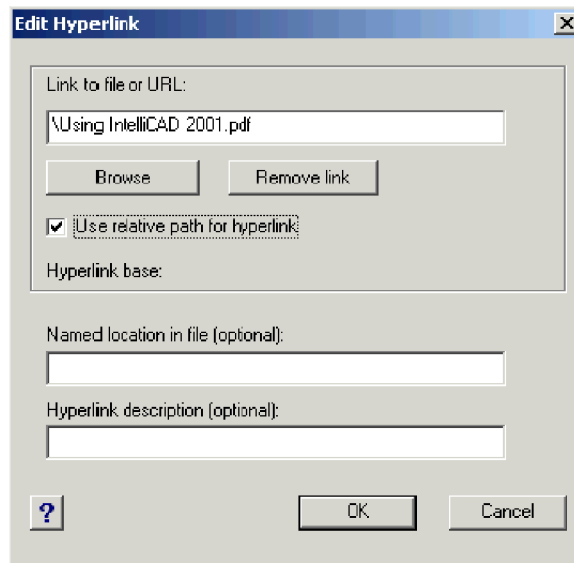 Edit Hyperlink
Link to file or URL:
\Using IntelliCAD 2001.pdf
Browse Remove link
Use relative path for hyperlink
Hyperlink base:
Named location in file (optional):
Hyperlink description (optional):
? OK Cancel